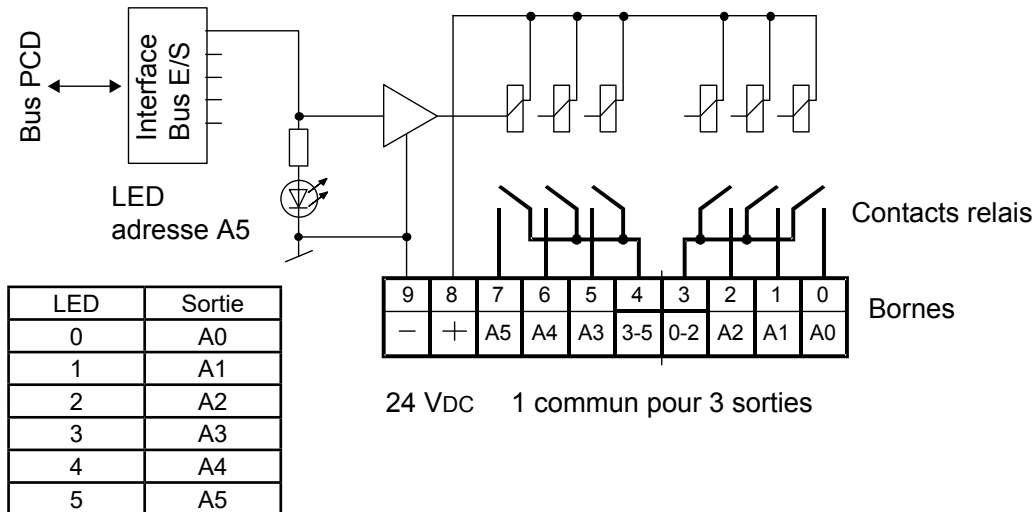 Bus PCD
Interface
Bus E/S
LED
adresse A5
Contacts relais
9 8 7 6 5 4 3 2 1 0
– + A5 A4 A3 3-5 0-2 A2 A1 A0
Bornes
24 VDC 1 commun pour 3 sorties
LED Sortie
0 A0
1 A1
2 A2
3 A3
4 A4
5 A5